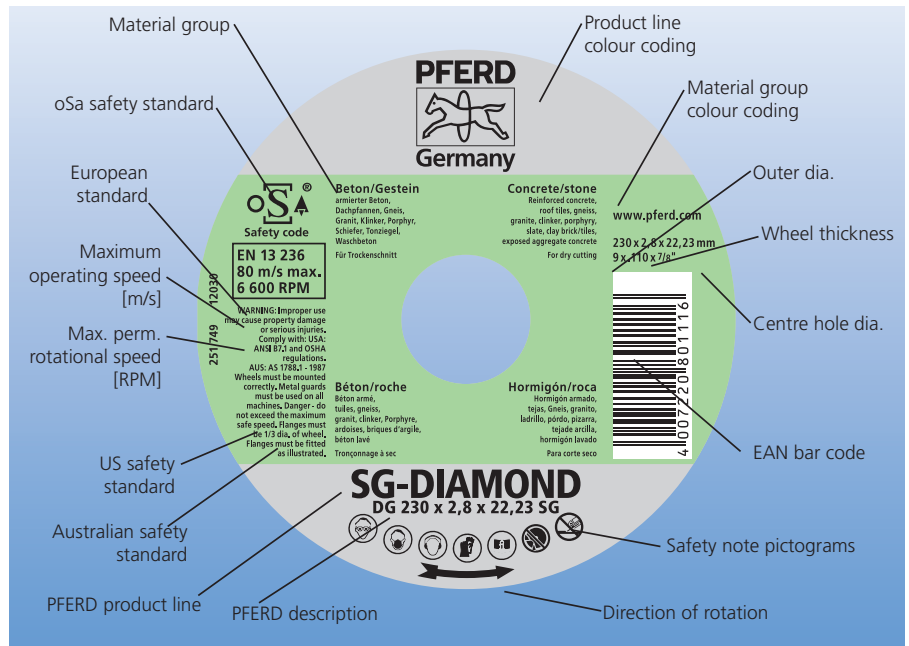 Material group
Product line
colour coding
oSa safety standard
Material group
colour coding
European
standard
Outer dia.
Wheel thickness
Maximum
operating speed
[m/s]
Centre hole dia.
Max. perm.
rotational speed
[RPM]
EAN bar code
US safety
standard
Australian safety
standard
Safety note pictograms
PFERD product line
PFERD description
Direction of rotation
PFERD
Germany
oSa®
Safety code
EN 13 236
80 m/s max.
6 600 RPM
WARNING: Improper use
may cause property damage
or serious injuries.
Comply with: USA:
ANSI B7.1 and OSHA
regulations.
AUS: AS 1788.1 - 1987
Wheels must be mounted
correctly. Metal guards
must be used on all
machines. Danger - do
not exceed the maximum
safe speed. Flanges must
be 1/3 dia. of wheel.
Flanges must be fitted
as illustrated.
251749 12030
Beton/Gestein
armierter Beton,
Dachpfannen, Gneis,
Granit, Klinker, Porphyr,
Schiefer, Tonziegel,
Waschbeton
Für Trockenschnitt
Concrete/stone
Reinforced concrete,
roof tiles, gneiss,
granite, clinker, porphyry,
slate, clay brick/tiles,
exposed aggregate concrete
For dry cutting
www.pferd.com
230 x 2,8 x 22,23 mm
9 x .110 x 7/8"
4 007220 801116
Béton/roche
Béton armé,
tuiles, gneiss,
granit, clinker, Porphyre,
ardoises, briques d'argile,
béton lavé
Tronçonnage à sec
Hormigón/roca
Hormigón armado,
tejas, Gneis, granito,
ladrillo, pórdo, pizarra,
tejade arcilla,
hormigón lavado
Para corte seco
SG-DIAMOND
DG 230 x 2,8 x 22,23 SG